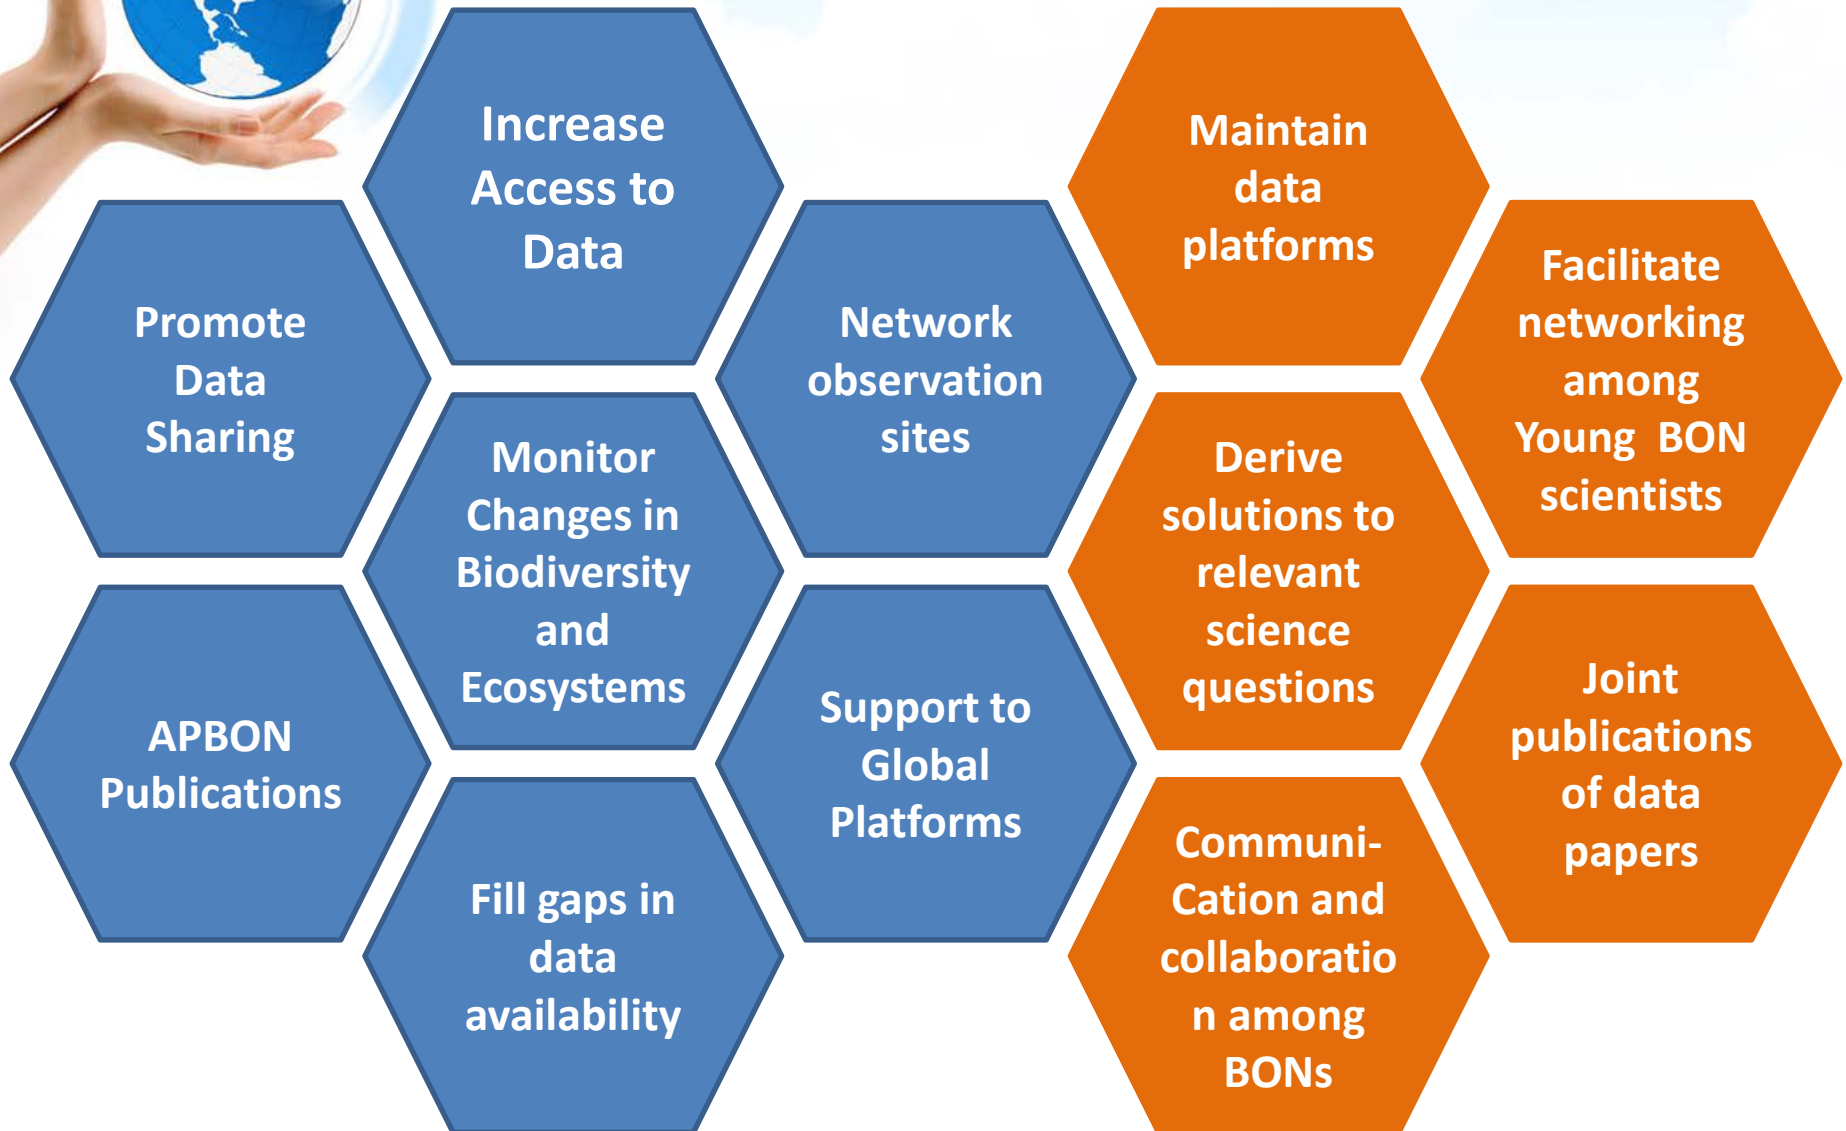 Increase
Access to
Data
Promote
Data
Sharing
Network
observation
sites
Monitor
Changes in
Biodiversity
and
Ecosystems
APBON
Publications
Support to
Global
Platforms
Fill gaps in
data
availability
Maintain
data
platforms
Facilitate
networking
among
Young BON
scientists
Derive
solutions to
relevant
science
questions
Joint
publications
of data
papers
Communi-
Cation and
collaboratio
n among
BONs